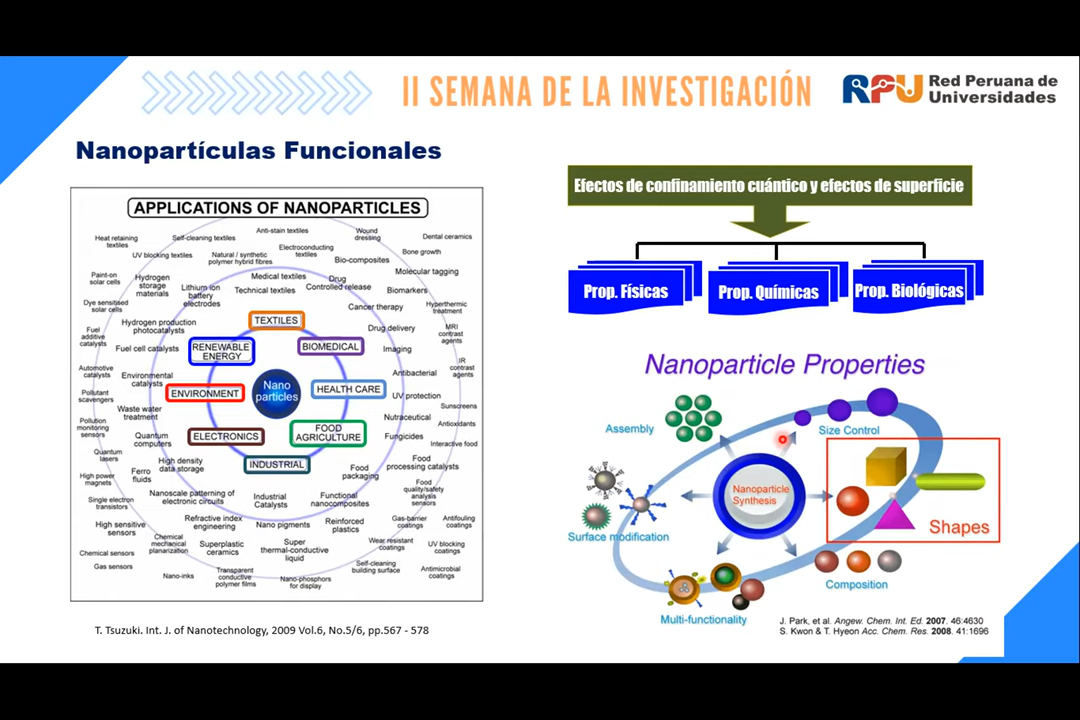 II SEMANA DE LA INVESTIGACIÓN
RPU
Red Peruana de
Universidades
Nanopartículas Funcionales
APPLICATIONS OF NANOPARTICLES
Heat retaining
textiles
Self-cleaning textiles
Anti-stain textiles
Wound
dressing
Dental ceramics
UV blocking textiles
Natural / synthetic
polymer hybrid fibres
Electroconducting
textiles
Bio-composites
Bone growth
Paint-on
solar cells
Hydrogen
storage
materials
Medical textiles
Drug
Controlled release
Molecular tagging
Lithium ion
battery
electrodes
Technical textiles
Biomarkers
Dye sensitised
solar cells
Cancer therapy
Hyperthermic
treatment
Hydrogen production
photocatalysts
TEXTILES
Drug delivery
MRI
contrast
agents
Fuel
additive
catalysts
Fuel cell catalysts
RENEWABLE
ENERGY
BIOMEDICAL
Imaging
IR
contrast
agents
Automotive
catalysts
Environmental
catalysts
Antibacterial
Pollutant
scavengers
ENVIRONMENT
Nano
particles
HEALTH CARE
UV protection
Sunscreens
Waste water
treatment
Nutraceutical
Antioxidants
Pollution
monitoring
sensors
Quantum
computers
ELECTRONICS
FOOD
AGRICULTURE
Fungicides
Interactive food
Quantum
lasers
High density
data storage
INDUSTRIAL
Food
packaging
Food
processing catalysts
High power
magnets
Ferro
fluids
Food
quality/safety
analysis
sensors
Single electron
transistors
Nanoscale patterning of
electronic circuits
Industrial
Catalysts
Functional
nanocomposites
High sensitive
sensors
Refractive index
engineering
Nano pigments
Reinforced
plastics
Gas-barrier
coatings
Antifouling
coatings
Chemical sensors
Chemical
mechanical
planarization
Superplastic
ceramics
Super
thermal-conductive
liquid
Wear resistant
coatings
UV blocking
coatings
Gas sensors
Nano-inks
Transparent
conductive
polymer films
Nano-phosphors
for display
Self-cleaning
building surface
Antimicrobial
coatings
T. Tsuzuki. Int. J. of Nanotechnology, 2009 Vol.6, No.5/6, pp.567 - 578
Efectos de confinamiento cuántico y efectos de superficie
Prop. Físicas
Prop. Químicas
Prop. Biológicas
Nanoparticle Properties
Assembly
Size Control
Nanoparticle
Synthesis
Shapes
Surface modification
Composition
Multi-functionality
J. Park, et al. Angew. Chem. Int. Ed. 2007. 46:4630
S. Kwon & T. Hyeon Acc. Chem. Res. 2008. 41:1696